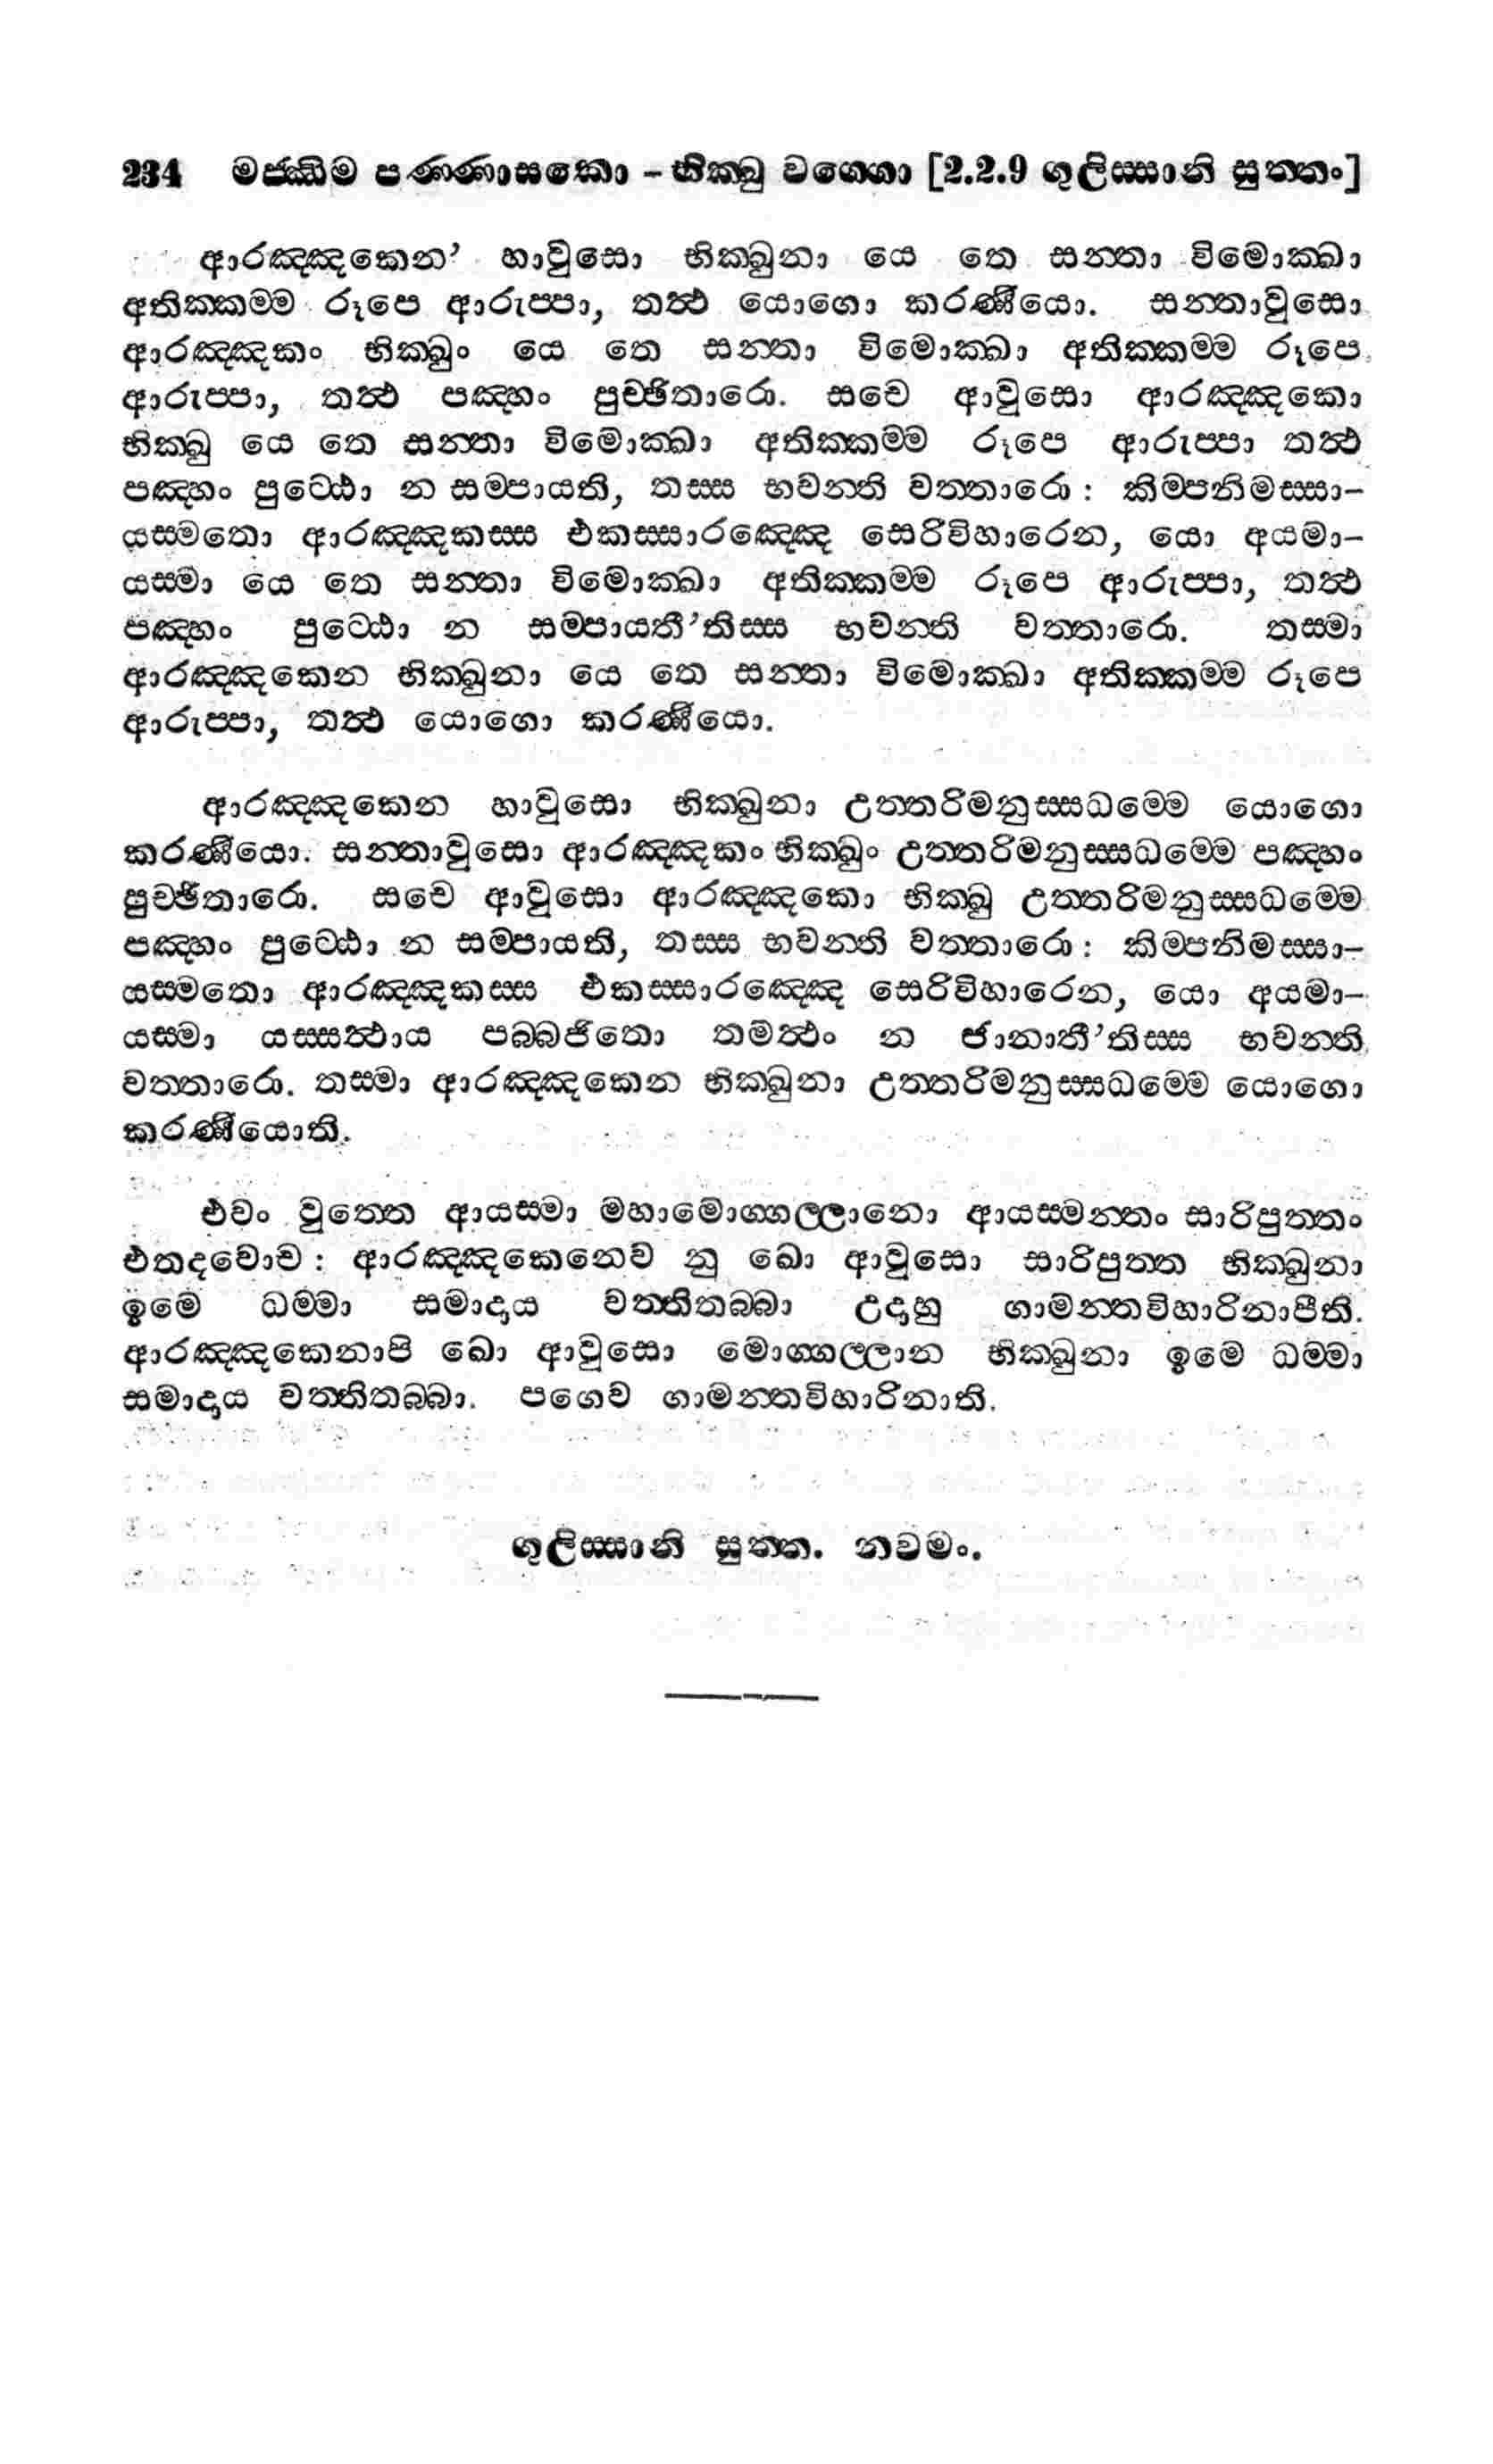 234 මජ්ඣිම පණ්ණාසකො - භික්ඛු වග්ගො [2.2.9 ගුලිස්සානි සුත්තං]
ආරඤ්ඤකෙන' හාවුසො භික්ඛුනා යෙ තෙ සන්තා විමොක්ඛා
අතික්කම්ම රූපෙ ආරුප්පා, තත්ථ යොගො කරණීයො. සන්තාවුසො
ආරඤ්ඤකං භික්ඛුං යෙ තෙ සන්තා විමොක්ඛා අතික්කම්ම රූපෙ
ආරුප්පා, තත්ථ පඤ්හං පුච්ඡිතාරො. සචෙ ආවුසො ආරඤ්ඤකො
භික්ඛු යෙ තෙ සන්තා විමොක්ඛා අතික්කම්ම රූපෙ ආරුප්පා තත්ථ
පඤ්හං පුට්ඨො න සම්පායති, තස්ස භවන්ති වත්තාරො : කිම්පනිමස්සා-
යස්මතො ආරඤ්ඤකස්ස එකස්සාරඤ්ඤෙ සෙරිවිහාරෙන, යො අයමා-
යස්මා යෙ තෙ සන්තා විමොක්ඛා අතික්කම්ම රූපෙ ආරුප්පා, තත්ථ
පඤ්හං පුට්ඨො න සම්පායතී'තිස්ස භවන්ති වත්තාරො. තස්මා
ආරඤ්ඤකෙන භික්ඛුනා යෙ තෙ සන්තා විමොක්ඛා අතික්කම්ම රූපෙ
ආරුප්පා, තත්ථ යොගො කරණීයො.
ආරඤ්ඤකෙන හාවුසො භික්ඛුනා උත්තරිමනුස්සධම්මෙ යොගො
කරණීයො. සන්තාවුසො ආරඤ්ඤකං භික්ඛුං උත්තරිමනුස්සධම්මෙ පඤ්හං
පුච්ඡිතාරො. සචෙ ආවුසො ආරඤ්ඤකො භික්ඛු උත්තරිමනුස්සධම්මෙ
පඤ්හං පුට්ඨො න සම්පායති, තස්ස භවන්ති වත්තාරො : කිම්පනිමස්සා-
යස්මතො ආරඤ්ඤකස්ස එකස්සාරඤ්ඤෙ සෙරිවිහාරෙන, යො අයමා-
යස්මා යස්සත්ථාය පබ්බජිතො තමත්ථං න ජානාතී'තිස්ස භවන්ති
වත්තාරො. තස්මා ආරඤ්ඤකෙන භික්ඛුනා උත්තරිමනුස්සධම්මෙ යොගො
කරණීයොති.
එවං වුත්තෙ ආයස්මා මහාමොග්ගල්ලානො ආයස්මන්තං සාරිපුත්තං
එතදවොච : ආරඤ්ඤකෙනෙව නු ඛො ආවුසො සාරිපුත්ත භික්ඛුනා
ඉමෙ ධම්මා සමාදාය වත්තිතබ්බා උදාහු ගාමන්තවිහාරිනාපීති.
ආරඤ්ඤකෙනාපි ඛො ආවුසො මොග්ගල්ලාන භික්ඛුනා ඉමෙ ධම්මා
සමාදාය වත්තිතබ්බා. පගෙව ගාමන්තවිහාරිනාති.
ගුලිස්සානි සුත්ත. නවමං.